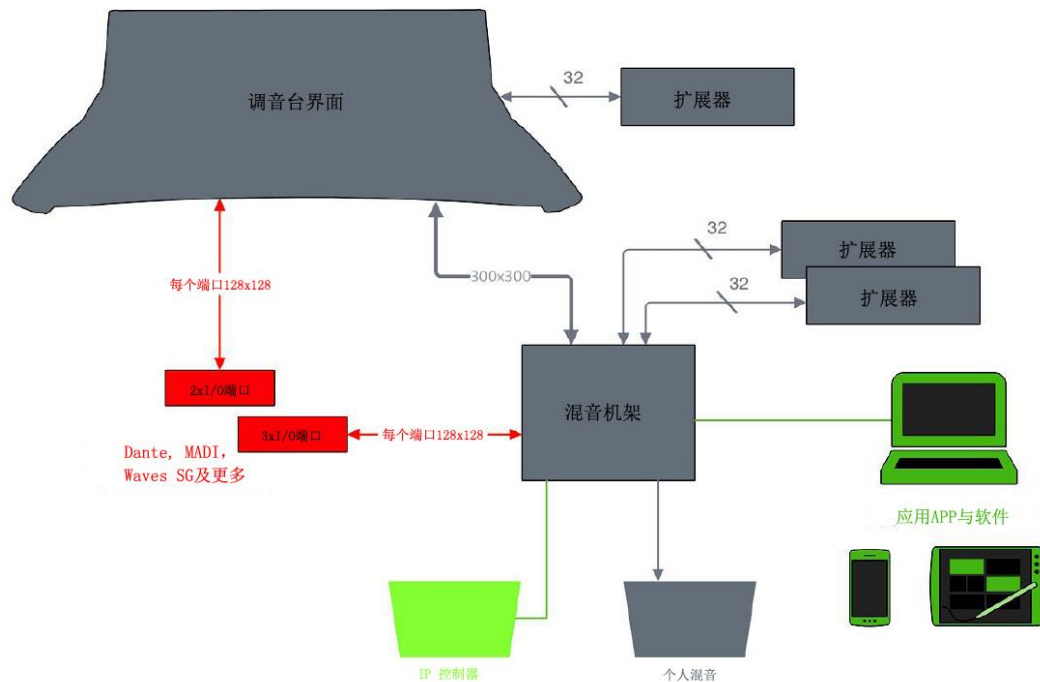 调音台界面
32
扩展器
32
扩展器
32
扩展器
每个端口128x128
300x300
2xI/O端口
3xI/O端口
每个端口128x128
混音机架
Dante, MADI,
Waves SG及更多
应用APP与软件
IP 控制器
个人混音